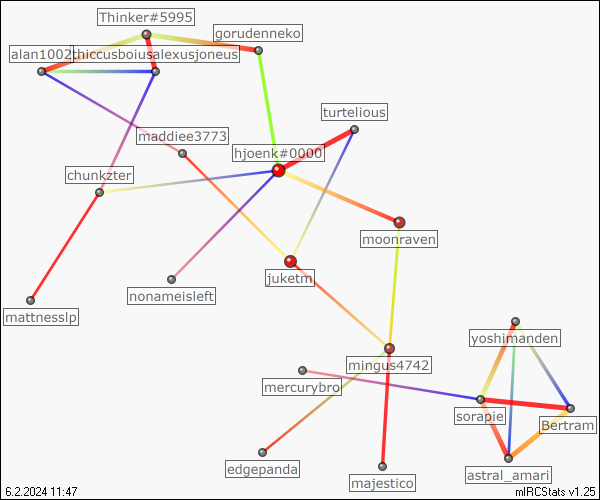 Thinker#5995
gorudenneko
alan1002
thiccusboiusalexusjoneus
turtelious
maddiee3773
hjoenk#0000
chunkzter
moonraven
juketm
nonameisleft
mattnesslp
yoshimanden
mingus4742
mercurybro
sorapie
Bertram
edgepanda
majestico
astral_amari
6.2.2024 11:47
mIRCStats v1.25